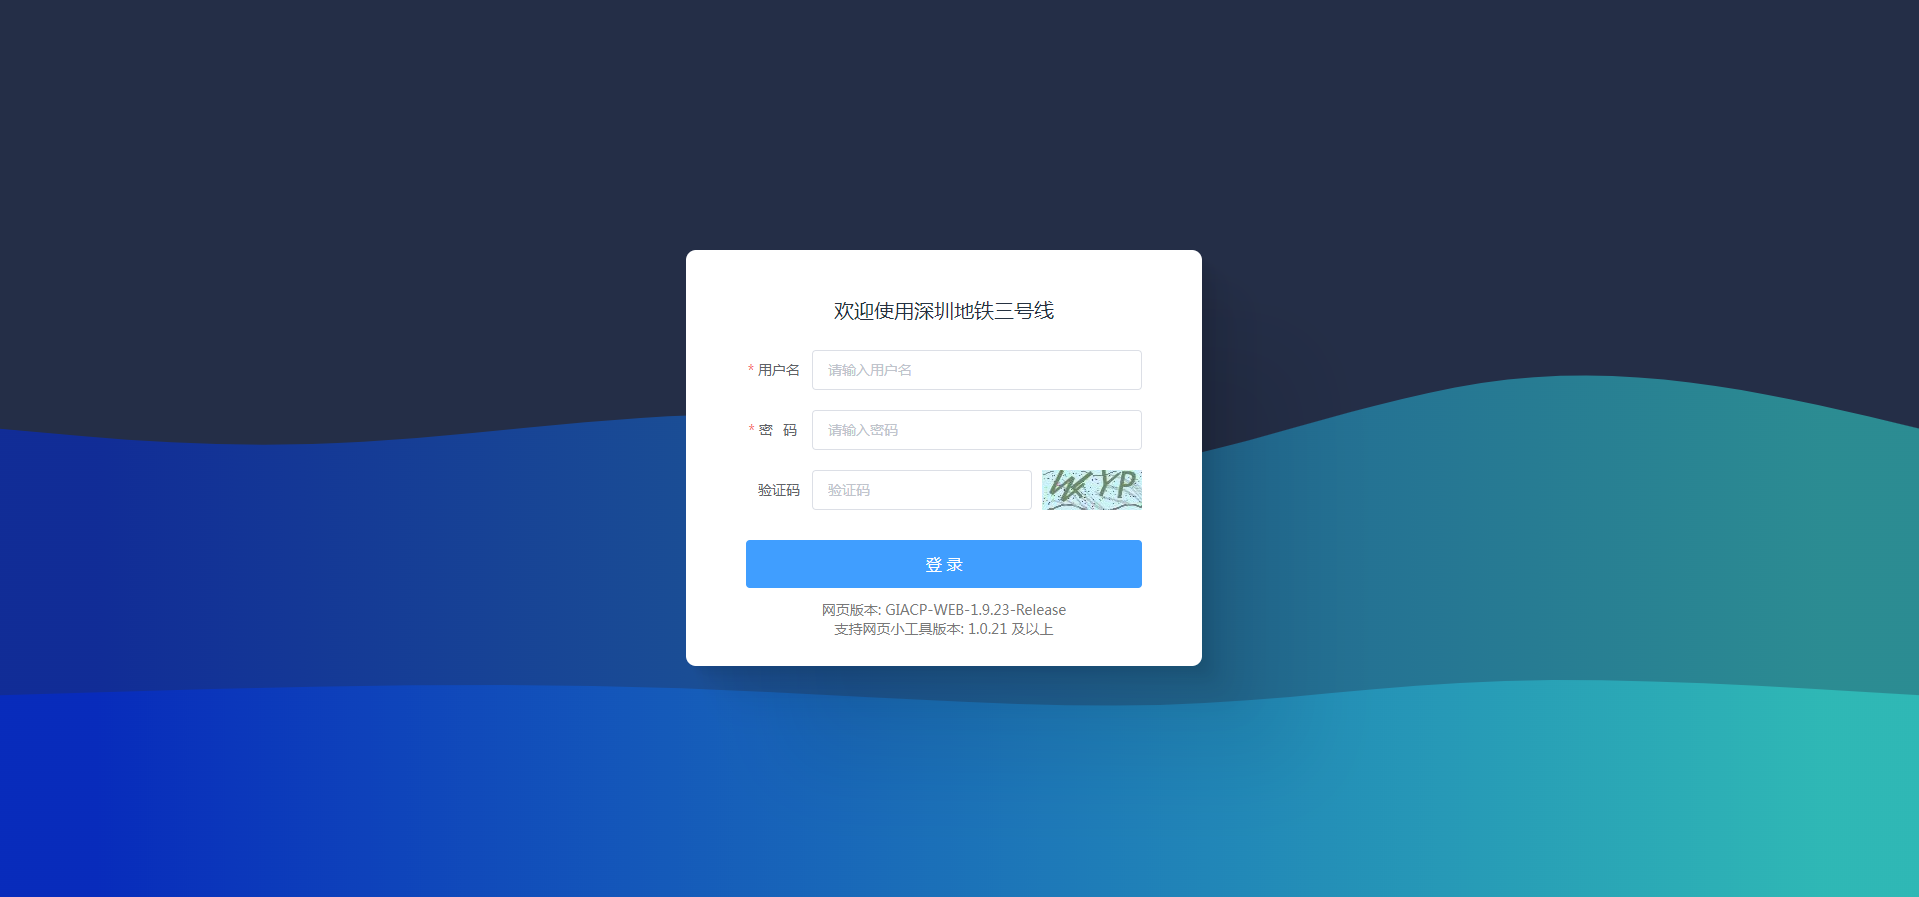 欢迎使用深圳地铁三号线
* 用户名 请输入用户名
* 密 码 请输入密码
验证码 验证码
登 录
网页版本: GIACP-WEB-1.9.23-Release
支持网页小工具版本: 1.0.21 及以上